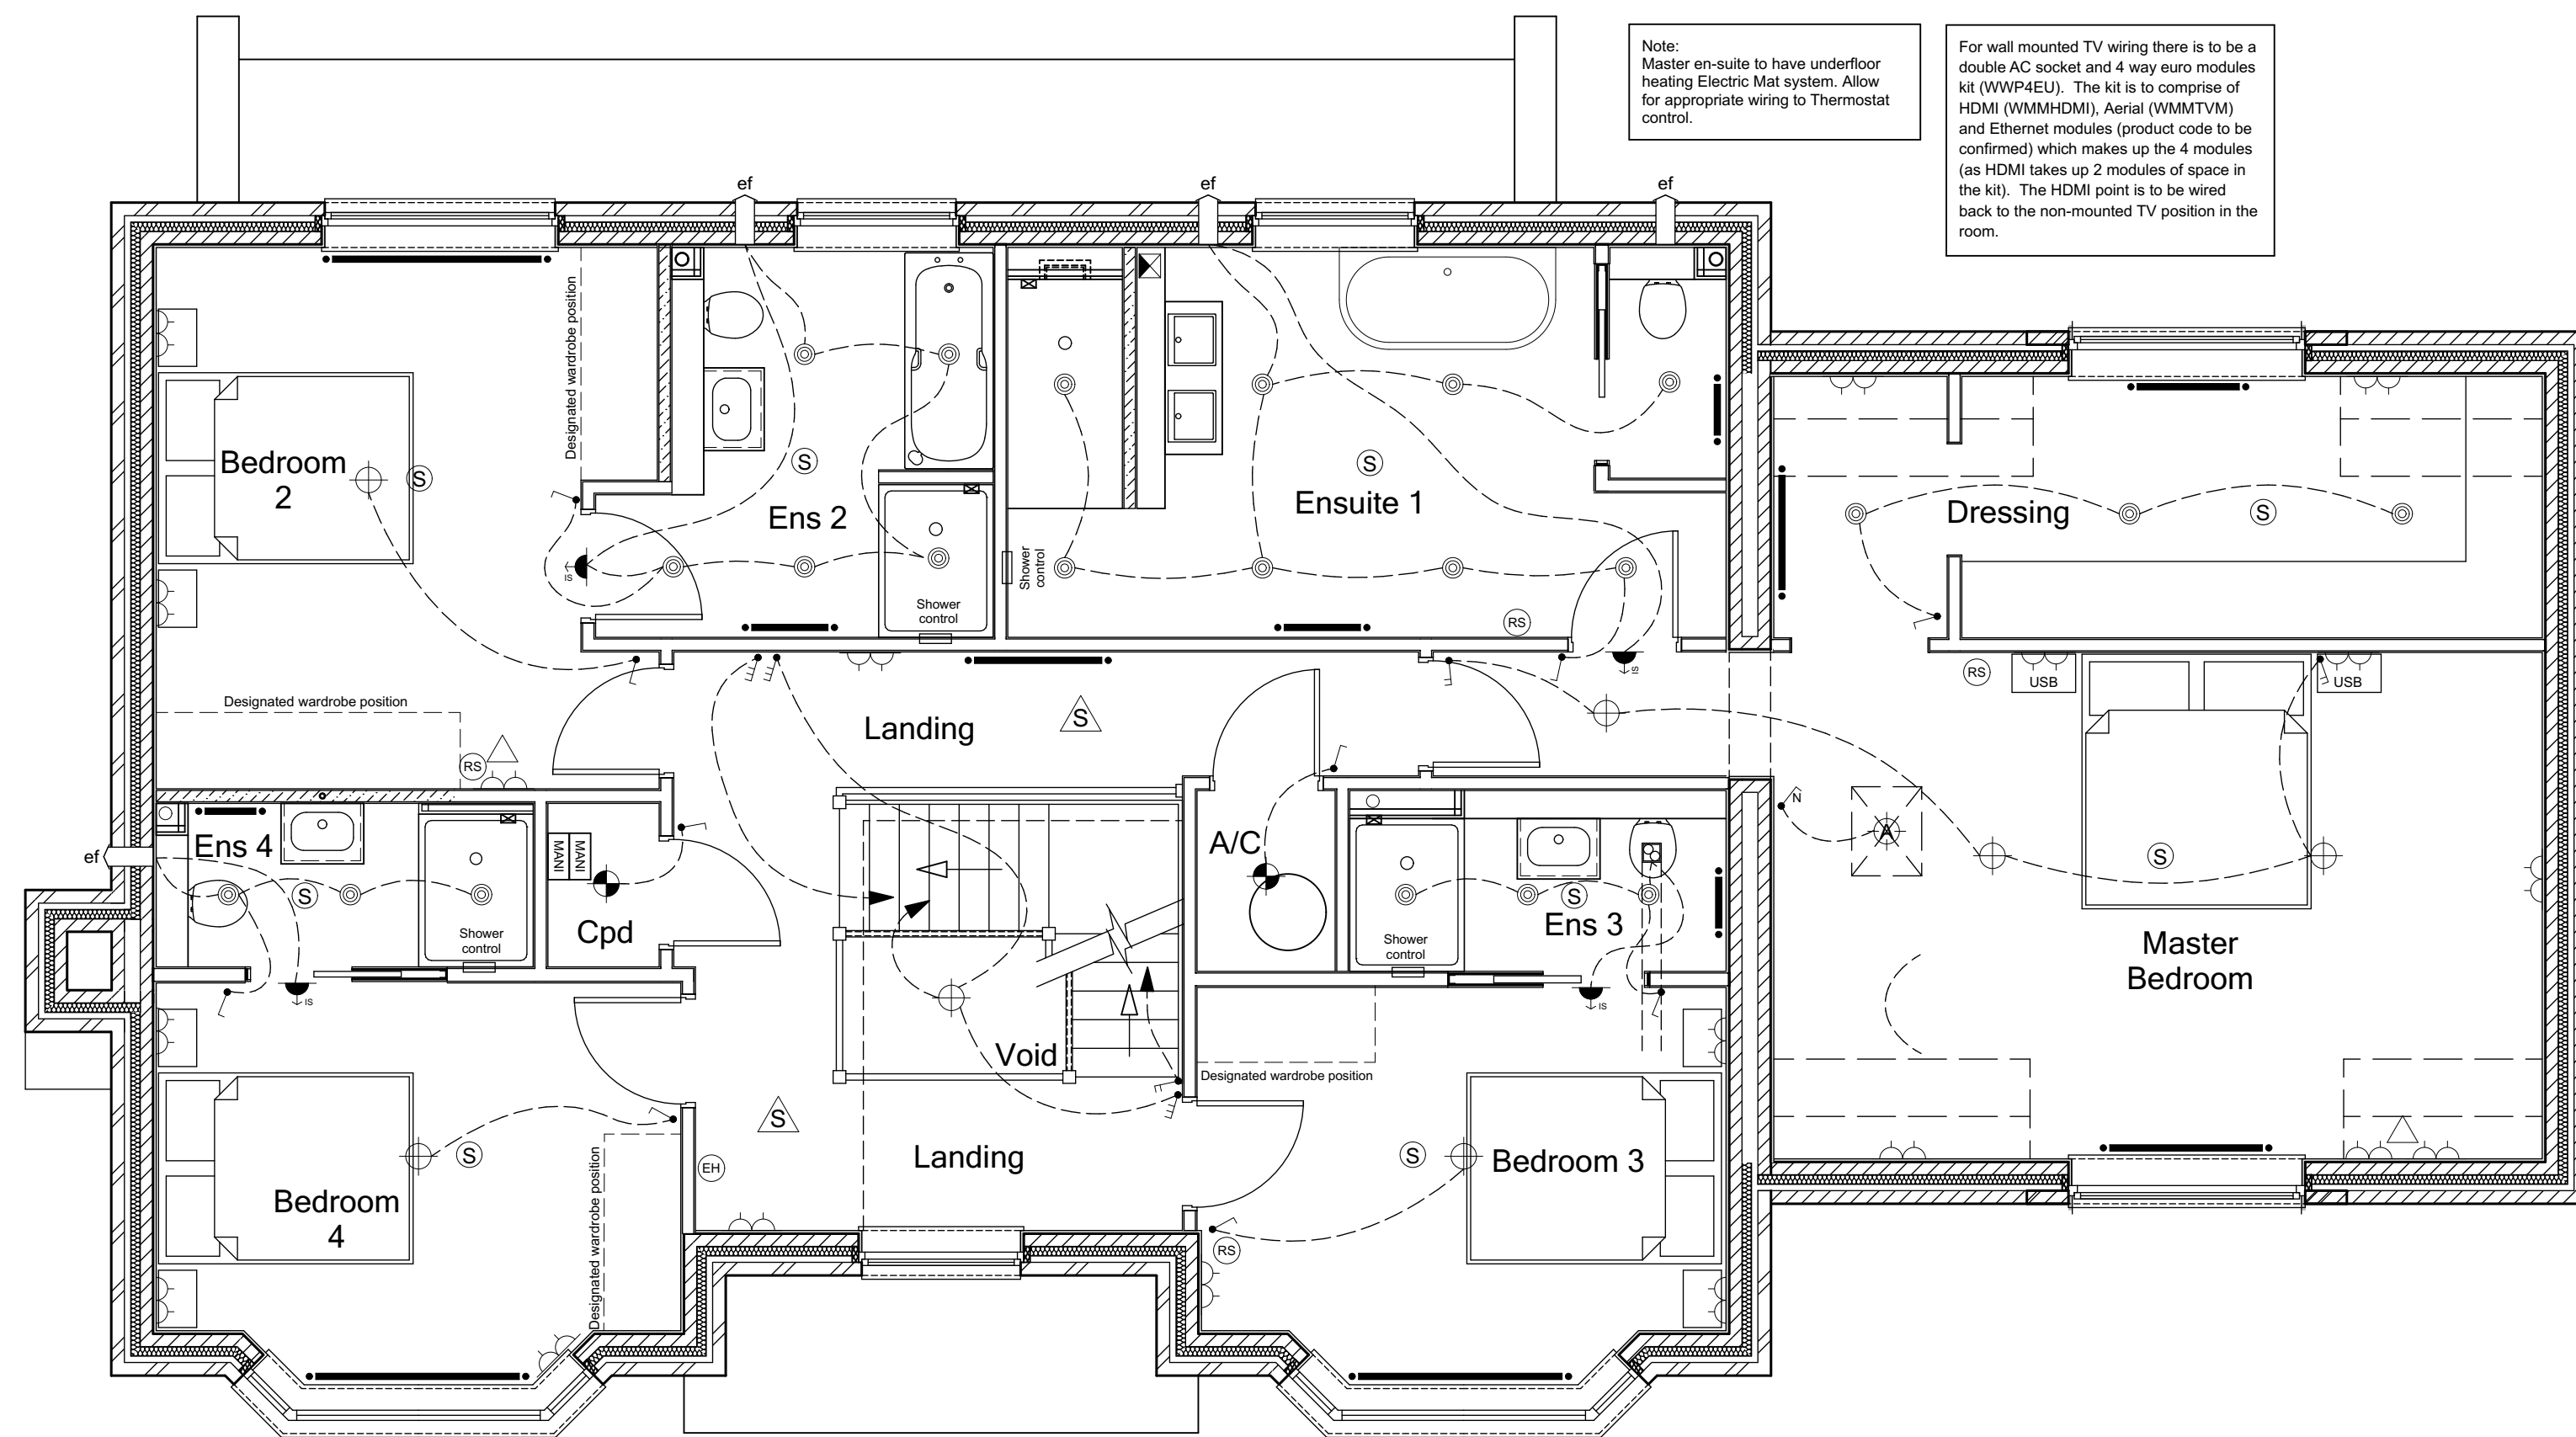 Note:
Master en-suite to have underfloor
heating Electric Mat system. Allow
for appropriate wiring to Thermostat
control.
For wall mounted TV wiring there is to be a
double AC socket and 4 way euro modules
kit (WWP4EU). The kit is to comprise of
HDMI (WMMHDMI), Aerial (WMMTVM)
and Ethernet modules (product code to be
confirmed) which makes up the 4 modules
(as HDMI takes up 2 modules of space in
the kit). The HDMI point is to be wired
back to the non-mounted TV position in the
room.
ef
ef
ef
Designated wardrobe position
Bedroom
2
S
S
Ens 2
S
Ensuite 1
Dressing
S
IS
Shower
control
Shower
control
RS
IS
RS
USB
USB
Designated wardrobe position
RS
Landing
S
N
A
Ens 4
ef
S
Shower
control
MANI
MANI
Cpd
A/C
Shower
control
S
Ens 3
S
Master
Bedroom
IS
IS
Void
Designated wardrobe position
S
Landing
EH
S
Bedroom
4
Designated wardrobe position
S
Bedroom 3
RS